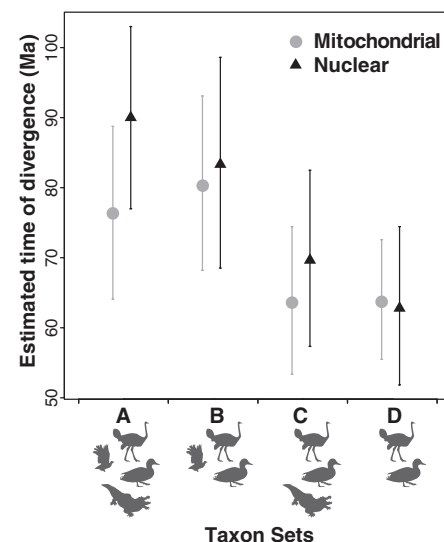 Estimated time of divergence (Ma)
100
90
80
70
60
50
Mitochondrial
Nuclear
A B C D
Taxon Sets